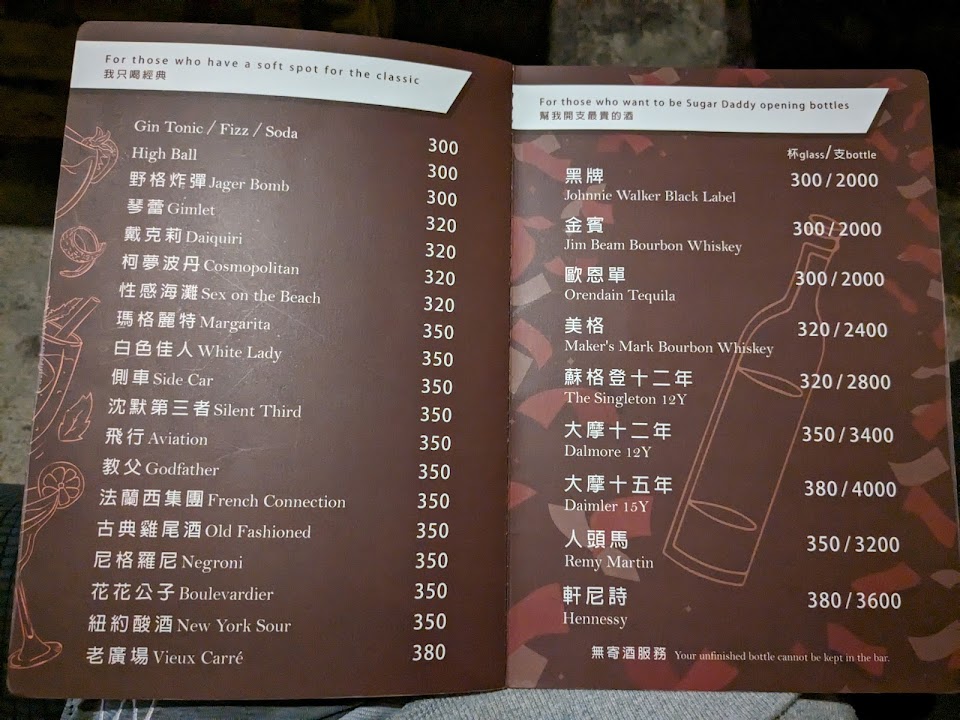 For those who have a soft spot for the classic
我只喝經典
Gin Tonic / Fizz / Soda 300
High Ball 300
野格炸彈 Jager Bomb 300
琴蕾 Gimlet 320
戴克莉 Daiquiri 320
柯夢波丹 Cosmopolitan 320
性感海灘 Sex on the Beach 320
瑪格麗特 Margarita 350
白色佳人 White Lady 350
側車 Side Car 350
沈默第三者 Silent Third 350
飛行 Aviation 350
教父 Godfather 350
法蘭西集團 French Connection 350
古典雞尾酒 Old Fashioned 350
尼格羅尼 Negroni 350
花花公子 Boulevardier 350
紐約酸酒 New York Sour 350
老廣場 Vieux Carré 380
For those who want to be Sugar Daddy opening bottles
幫我開支最貴的酒
杯glass/支bottle
黑牌 300/2000
Johnnie Walker Black Label
金賓 300/2000
Jim Beam Bourbon Whiskey
歐恩單 300/2000
Orendain Tequila
美格 320/2400
Maker's Mark Bourbon Whiskey
蘇格登十二年 320/2800
The Singleton 12Y
大摩十二年 350/3400
Dalmore 12Y
大摩十五年 380/4000
Daimler 15Y
人頭馬 350/3200
Remy Martin
軒尼詩 380/3600
Hennessy
無寄酒服務 Your unfinished bottle cannot be kept in the bar.